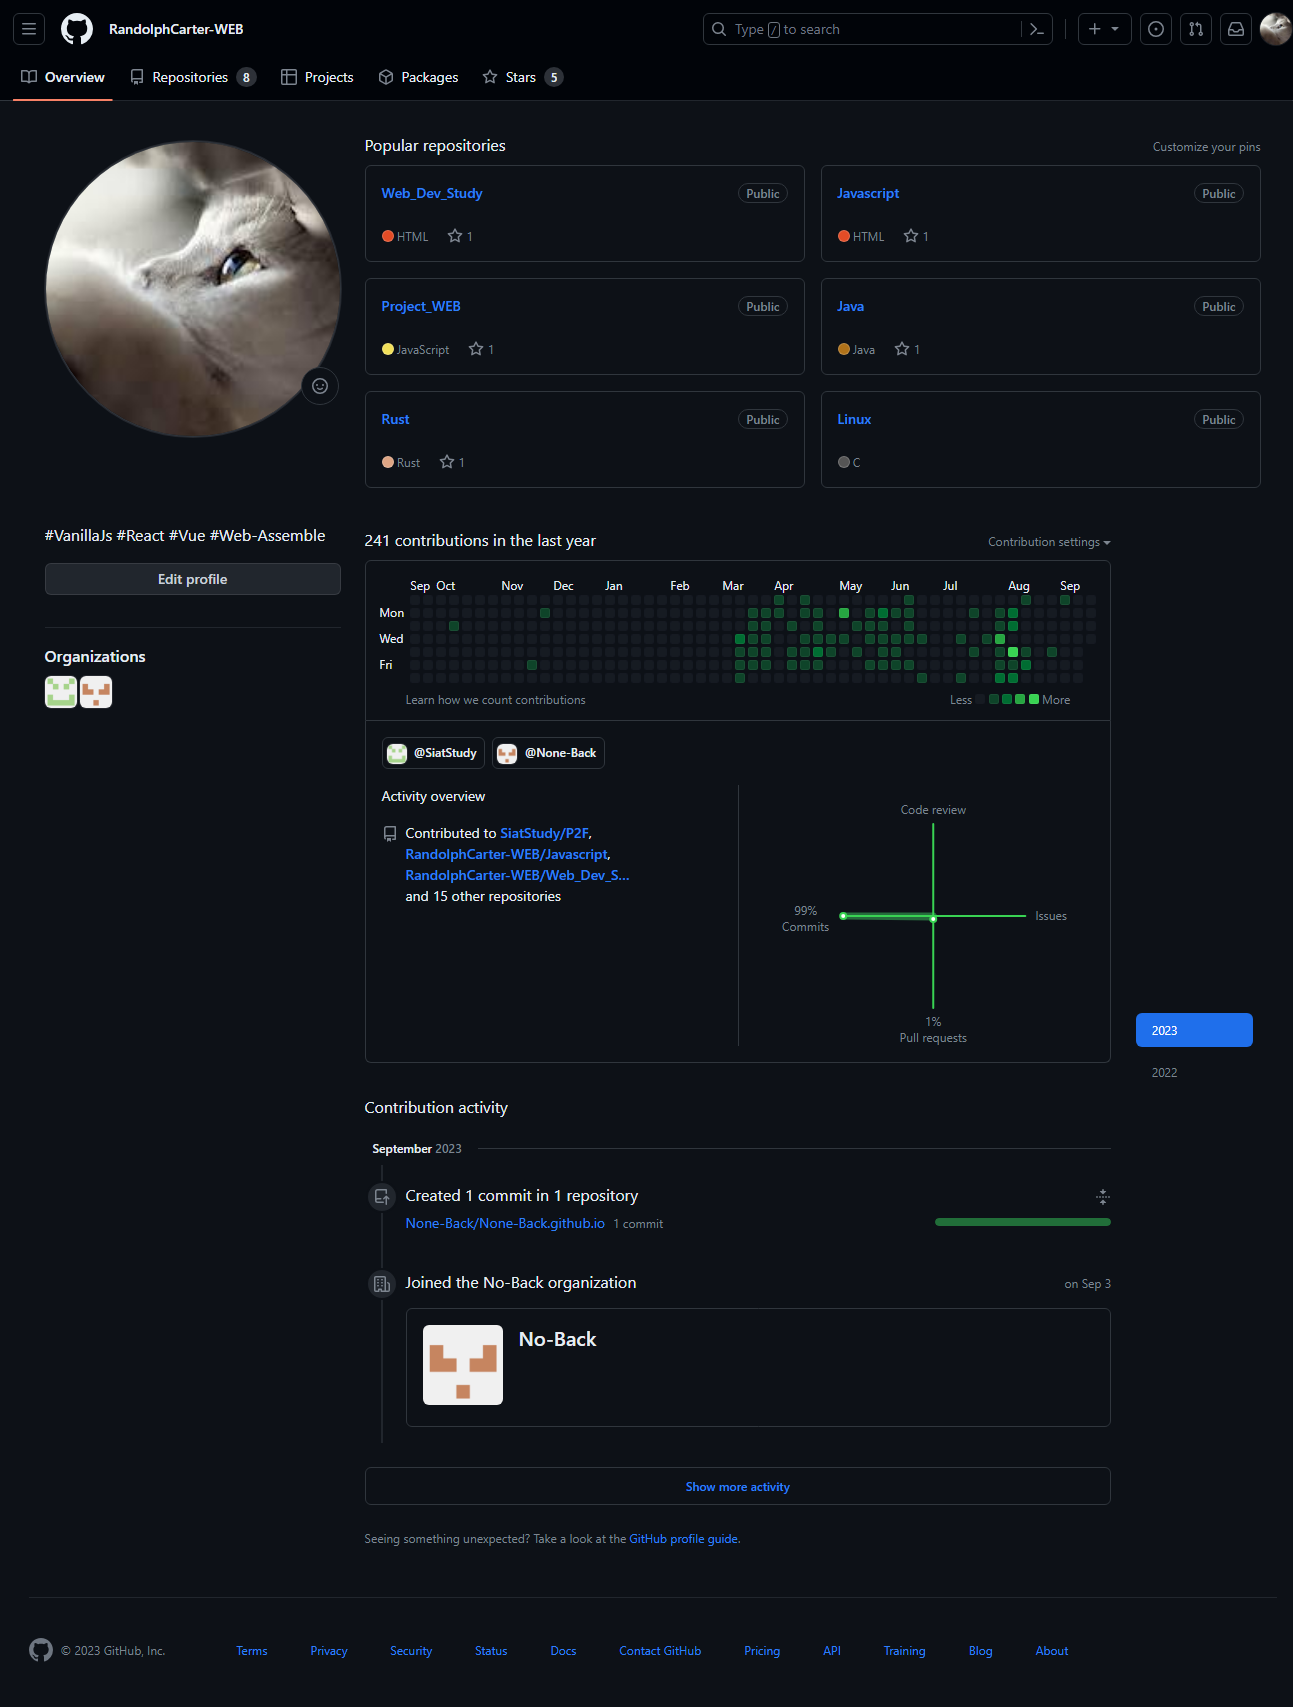 RandolphCarter-WEB
Type / to search
Overview
Repositories 8
Projects
Packages
Stars 5
Popular repositories
Customize your pins
Web_Dev_Study Public
HTML 1
Javascript Public
HTML 1
Project_WEB Public
JavaScript 1
Java Public
Java 1
Rust Public
Rust 1
Linux Public
C
#VanillaJs #React #Vue #Web-Assemble
Edit profile
Organizations
241 contributions in the last year
Contribution settings
Sep Oct Nov Dec Jan Feb Mar Apr May Jun Jul Aug Sep
Mon
Wed
Fri
Learn how we count contributions
Less More
@SiatStudy
@None-Back
Activity overview
Contributed to SiatStudy/P2F,
RandolphCarter-WEB/Javascript,
RandolphCarter-WEB/Web_Dev_S...
and 15 other repositories
Code review
99%
Commits
Issues
1%
Pull requests
2023
2022
Contribution activity
September 2023
Created 1 commit in 1 repository
None-Back/None-Back.github.io 1 commit
Joined the No-Back organization
on Sep 3
No-Back
Show more activity
Seeing something unexpected? Take a look at the GitHub profile guide.
© 2023 GitHub, Inc.
Terms
Privacy
Security
Status
Docs
Contact GitHub
Pricing
API
Training
Blog
About